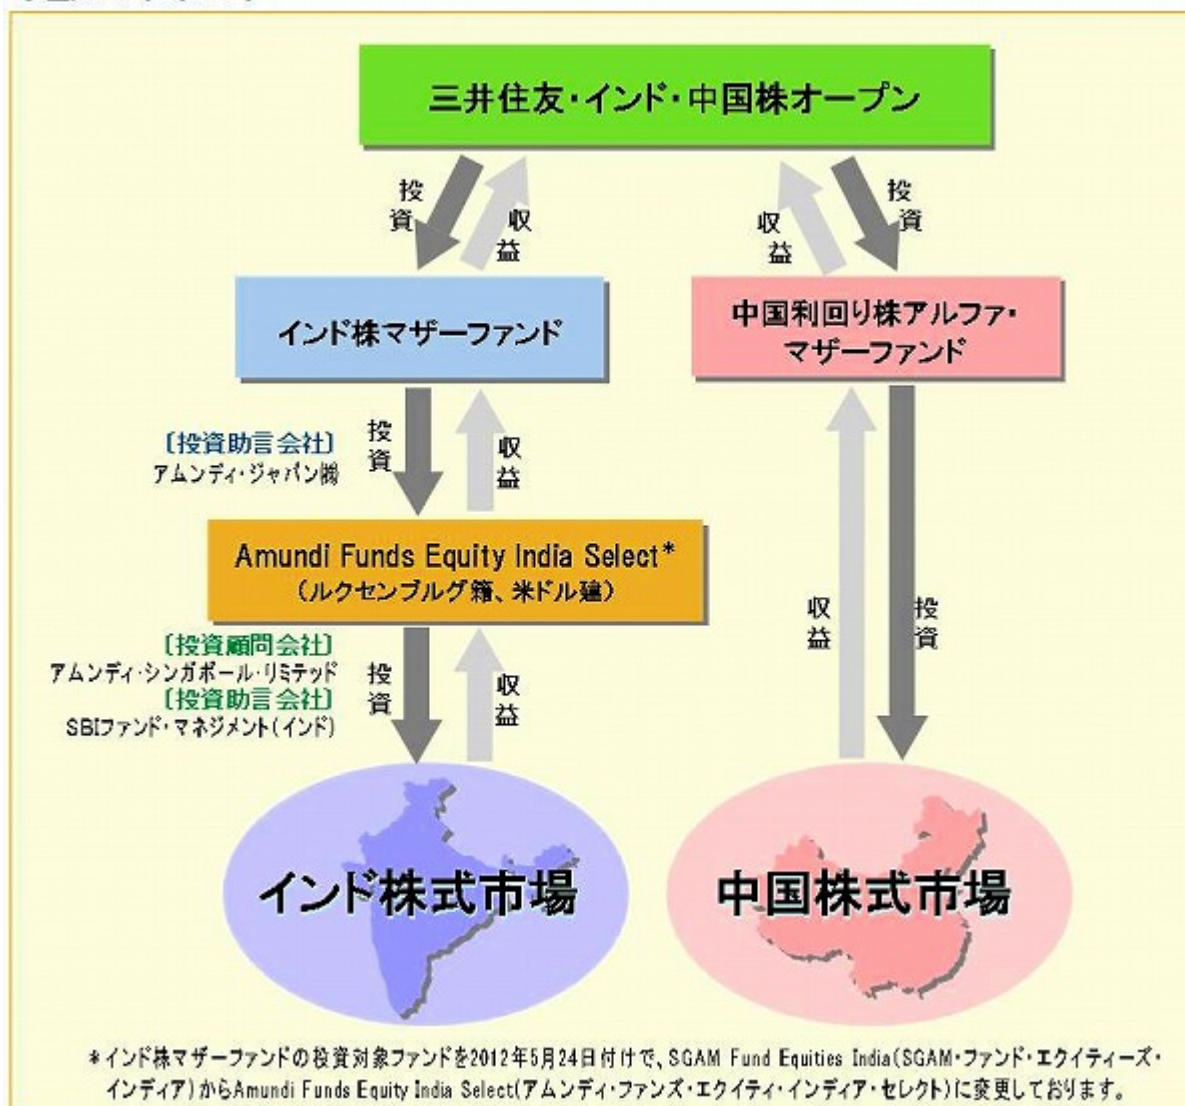 三井住友・インド・中国株オープン
投資
収益
収益
投資
インド株マザーファンド
中国利回り株アルファ・
マザーファンド
〔投資助言会社〕
アムンディ・ジャパン㈱
投資
収益
Amundi Funds Equity India Select*
(ルクセンブルグ籍、米ドル建)
収益
投資
〔投資顧問会社〕
アムンディ・シンガポール・リミテッド
〔投資助言会社〕
SBIファンド・マネジメント(インド)
投資
収益
インド株式市場
中国株式市場
*インド株マザーファンドの投資対象ファンドを2012年5月24日付けで、SGAM Fund Equities India(SGAM・ファンド・エクイティーズ・
インディア)からAmundi Funds Equity India Select(アムンディ・ファンズ・エクイティ・インディア・セレクト)に変更しております。